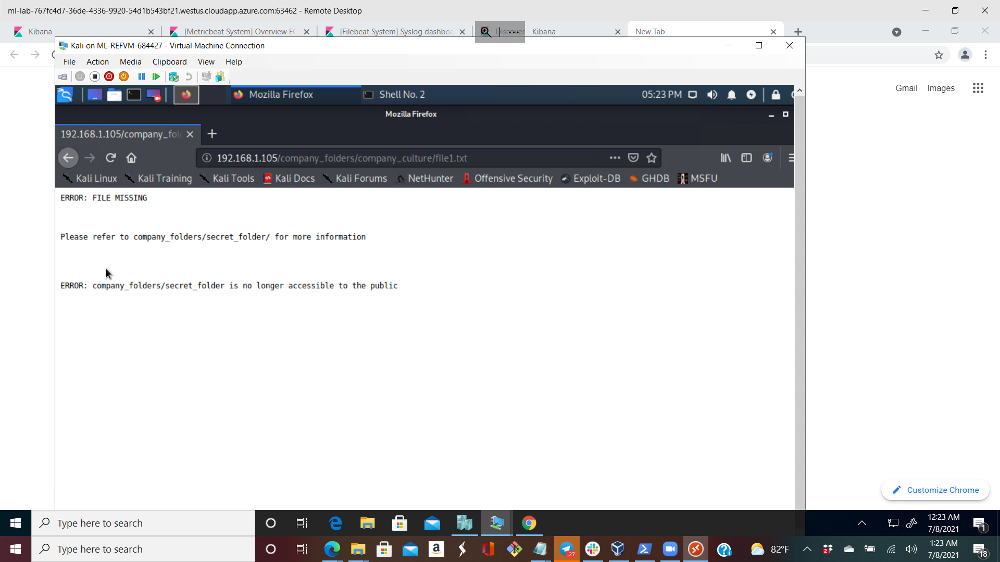 ml-lab-767fc4d7-36de-4336-9920-54d1b543bf21.westus.cloudapp.azure.com:63462 - Remote Desktop
Kibana
[Metricbeat System] Overview EC
[Filebeat System] Syslog dashboa
Discover - Kibana
New Tab
Kali on ML-REFVM-684427 - Virtual Machine Connection
File Action Media Clipboard View Help
Gmail Images
Mozilla Firefox
Shell No. 2
05:23 PM
Mozilla Firefox
192.168.1.105/company_fol
192.168.1.105/company_folders/company_culture/file1.txt
Kali Linux Kali Training Kali Tools Kali Docs Kali Forums NetHunter Offensive Security Exploit-DB GHDB MSFU
ERROR: FILE MISSING
Please refer to company_folders/secret_folder/ for more information
ERROR: company_folders/secret_folder is no longer accessible to the public
Customize Chrome
Type here to search
12:23 AM
7/8/2021
1
Type here to search
..27
82°F
2
1:23 AM
7/8/2021
18